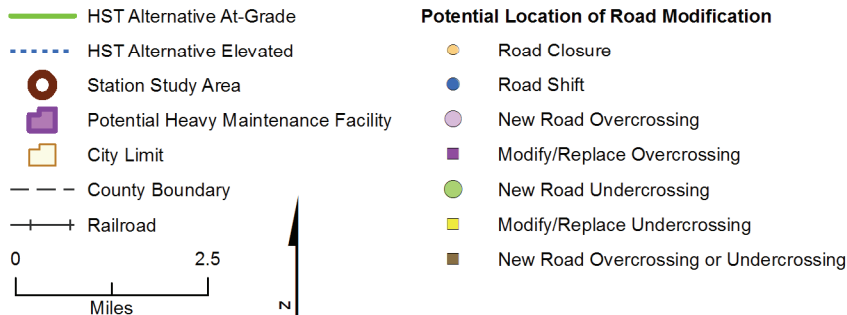 HST Alternative At-Grade
HST Alternative Elevated
Station Study Area
Potential Heavy Maintenance Facility
City Limit
County Boundary
Railroad
0 2.5
Miles
N
Potential Location of Road Modification
Road Closure
Road Shift
New Road Overcrossing
Modify/Replace Overcrossing
New Road Undercrossing
Modify/Replace Undercrossing
New Road Overcrossing or Undercrossing